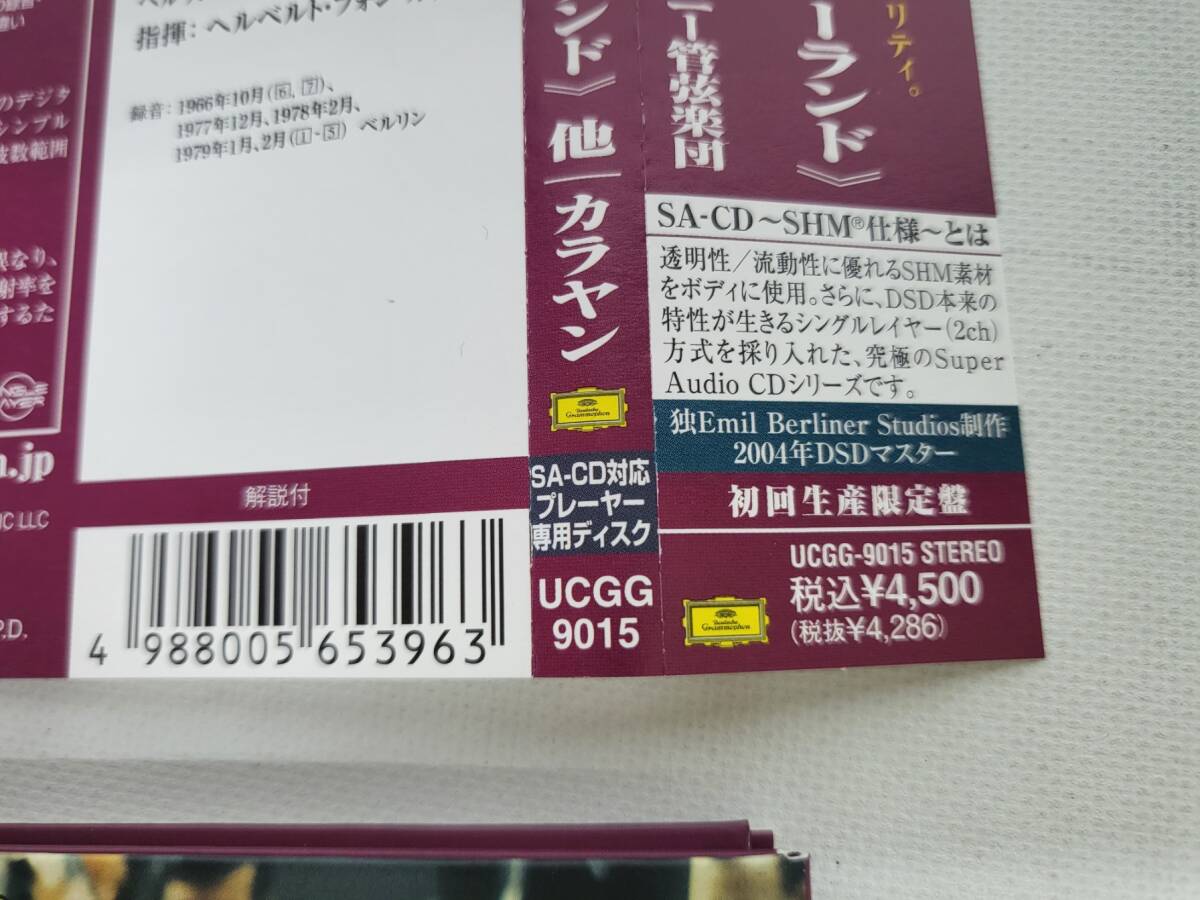 のデジタ
シンプル
数範囲
異なり、
射率を
するた
.jp
LLC
P.D.
指揮：ヘルベルト・フォン
録音：1966年10月(6, 7)、
1977年12月、1978年2月、
1979年1月、2月(1-5) ベルリン
解説付
4 988005 653963
ンド》 他 カラヤン
Deutsche
Grammophon
SA-CD対応
プレーヤー
専用ディスク
UCGG
9015
リティ。
ーランド》
ー管弦楽団
SA-CD～SHM®仕様～とは
透明性/流動性に優れるSHM素材
をボディに使用。さらに、DSD本来の
特性が生きるシングルレイヤー(2ch)
方式を採り入れた、究極のSuper
Audio CDシリーズです。
独Emil Berliner Studios制作
2004年DSDマスター
初回生産限定盤
UCGG-9015 STEREO
税込¥4,500
(税抜¥4,286)
Deutsche
Grammophon